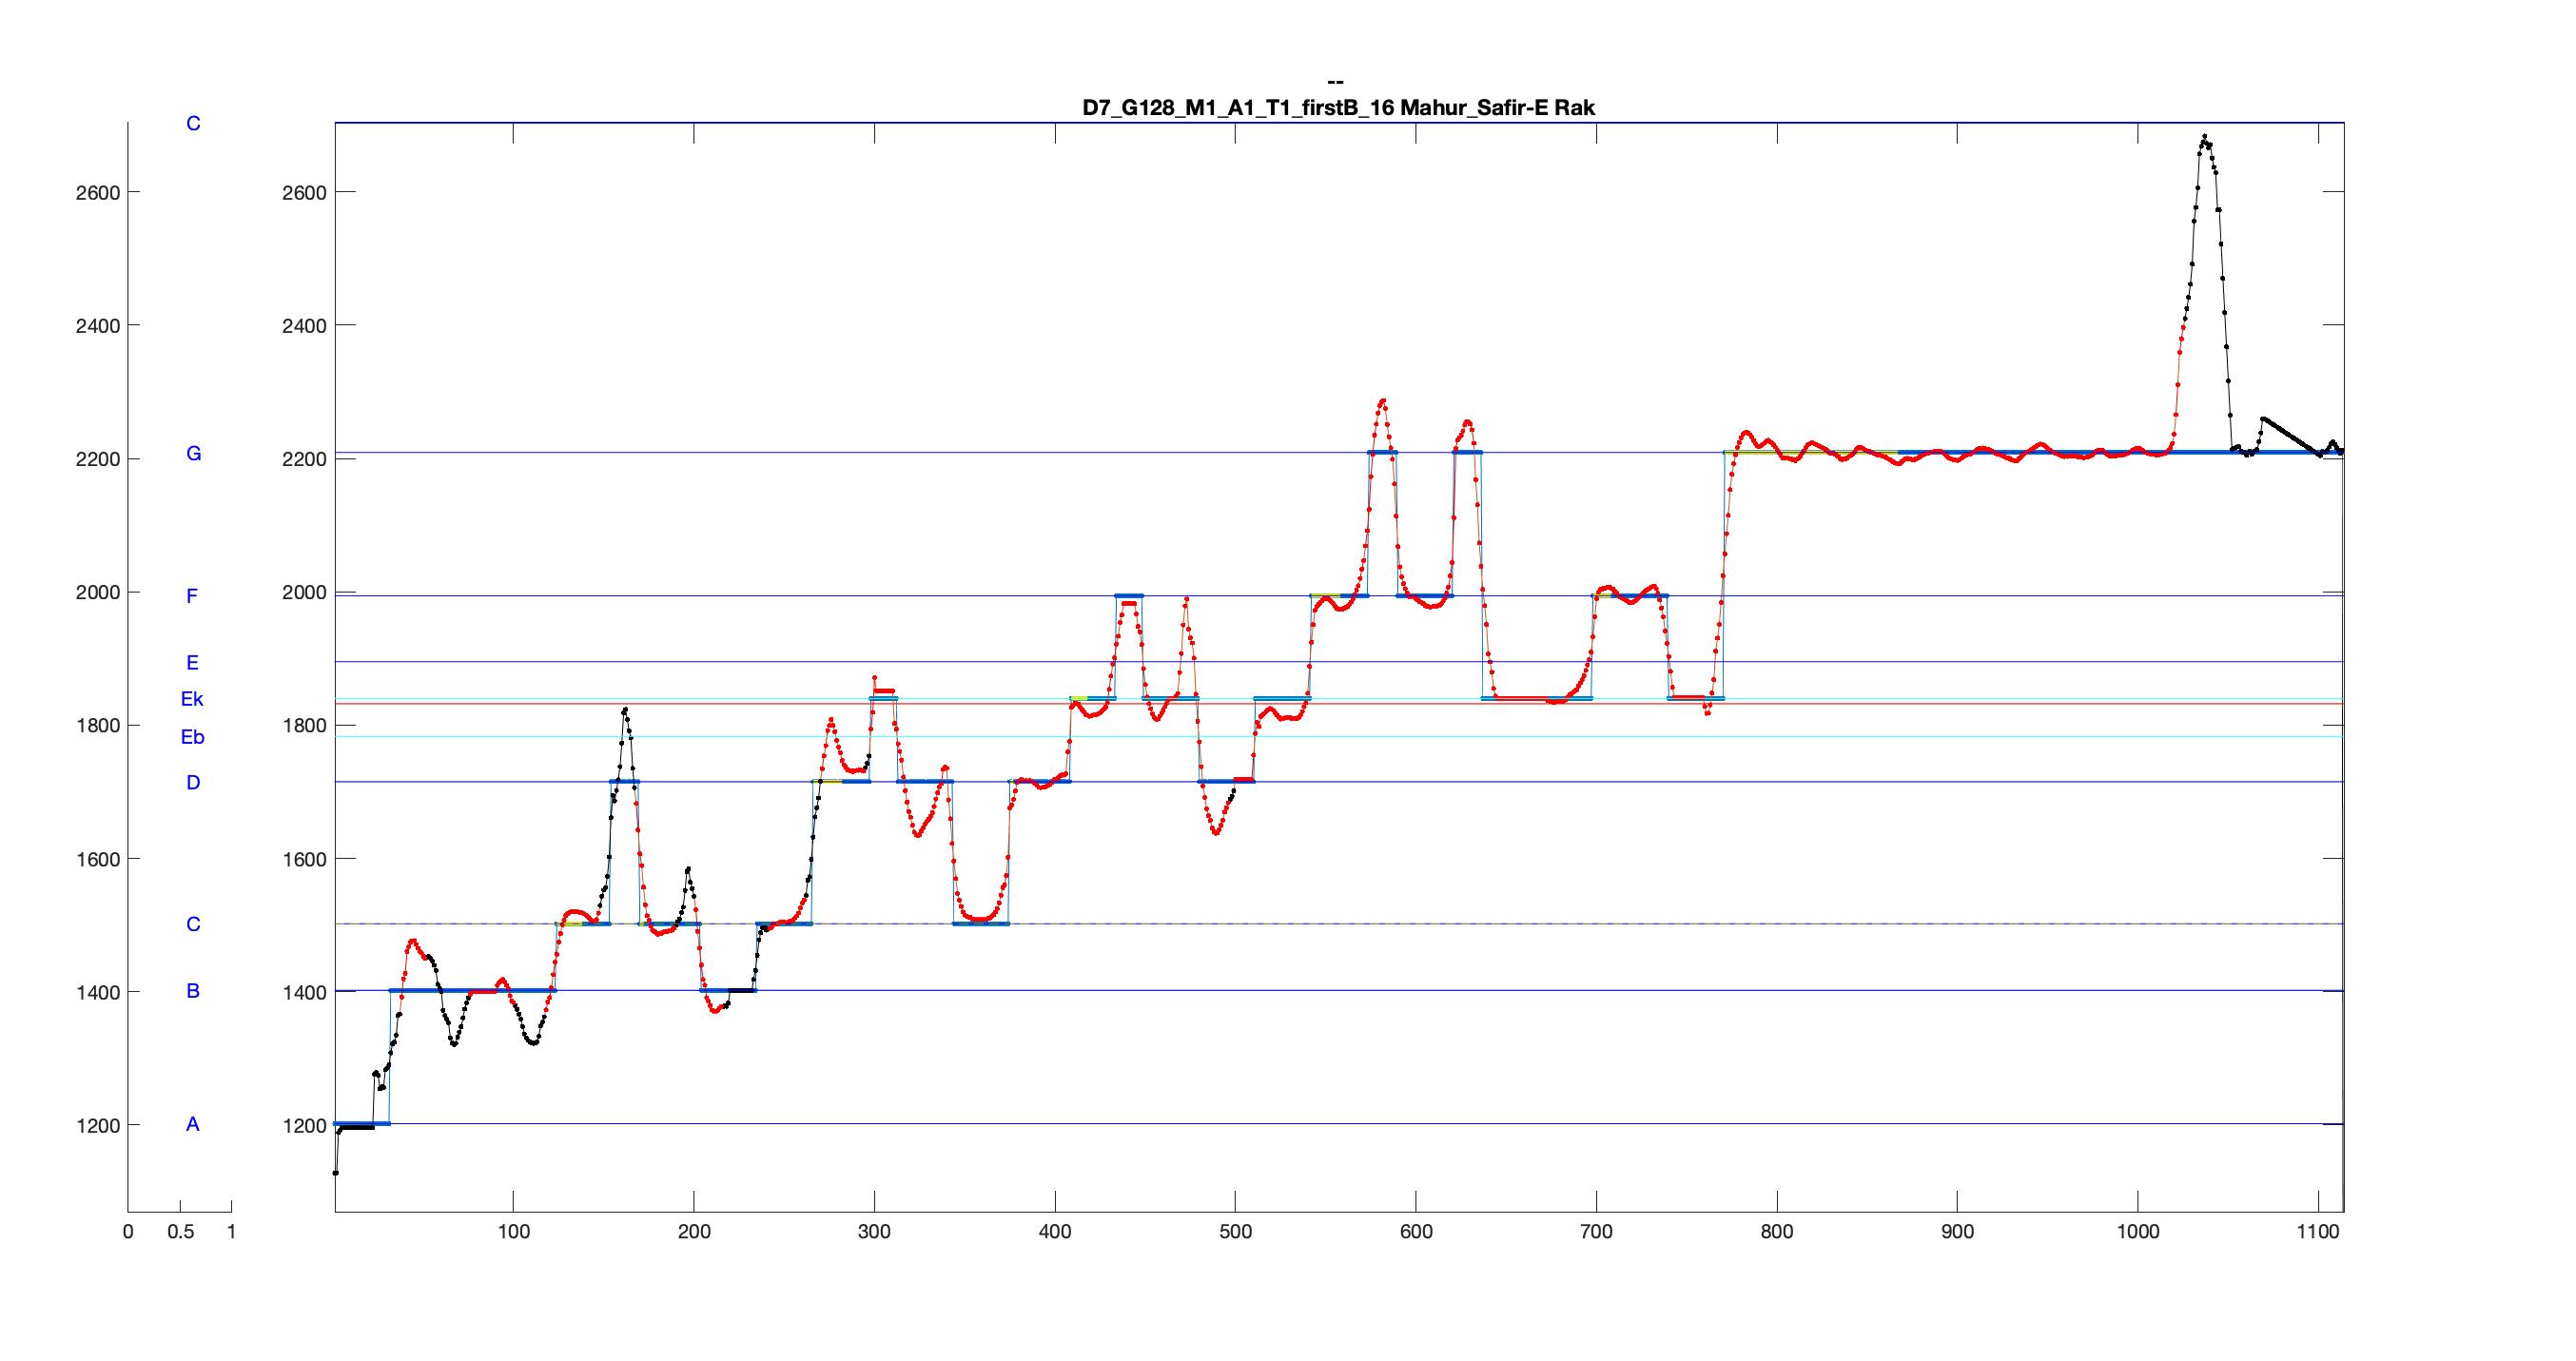 --
D7_G128_M1_A1_T1_firstB_16 Mahur_Safir-E Rak
C
2600 2600
2400 2400
G
2200 2200
2000 F 2000
E
Ek
1800 1800
Eb
D
1600 1600
C
1400 B 1400
1200 A 1200
0 0.5 1 100 200 300 400 500 600 700 800 900 1000 1100